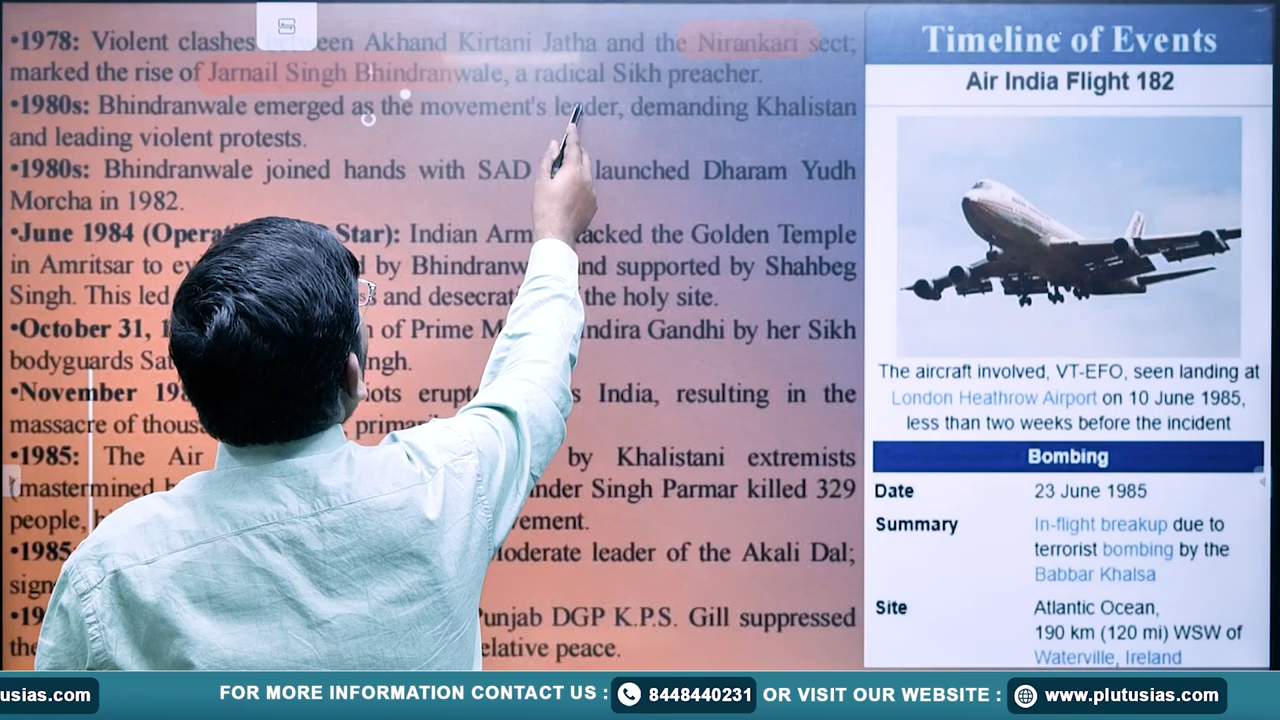 •1978: Violent clashes between Akhand Kirtani Jatha and the Nirankari sect;
marked the rise of Jarnail Singh Bhindranwale, a radical Sikh preacher.
•1980s: Bhindranwale emerged as the movement's leader, demanding Khalistan
and leading violent protests.
•1980s: Bhindranwale joined hands with SAD launched Dharam Yudh
Morcha in 1982.
•June 1984 (Opera Star): Indian Arm acked the Golden Temple
in Amritsar to ev d by Bhindranw nd supported by Shahbeg
Singh. This led and desecrati the holy site.
•October 31, n of Prime M Indira Gandhi by her Sikh
bodyguards Sa ngh.
•November 19 ots erupte s India, resulting in the
massacre of thous prima
•1985: The Air by Khalistani extremists
(mastermined b nder Singh Parmar killed 329
people, hi vement.
•1985 Moderate leader of the Akali Dal;
sign
•19 Punjab DGP K.P.S. Gill suppressed
the elative peace.
Timeline of Events
Air India Flight 182
The aircraft involved, VT-EFO, seen landing at
London Heathrow Airport on 10 June 1985,
less than two weeks before the incident
Bombing
Date 23 June 1985
Summary In-flight breakup due to
terrorist bombing by the
Babbar Khalsa
Site Atlantic Ocean,
190 km (120 mi) WSW of
Waterville, Ireland
usias.com FOR MORE INFORMATION CONTACT US : 8448440231 OR VISIT OUR WEBSITE : www.plutusias.com